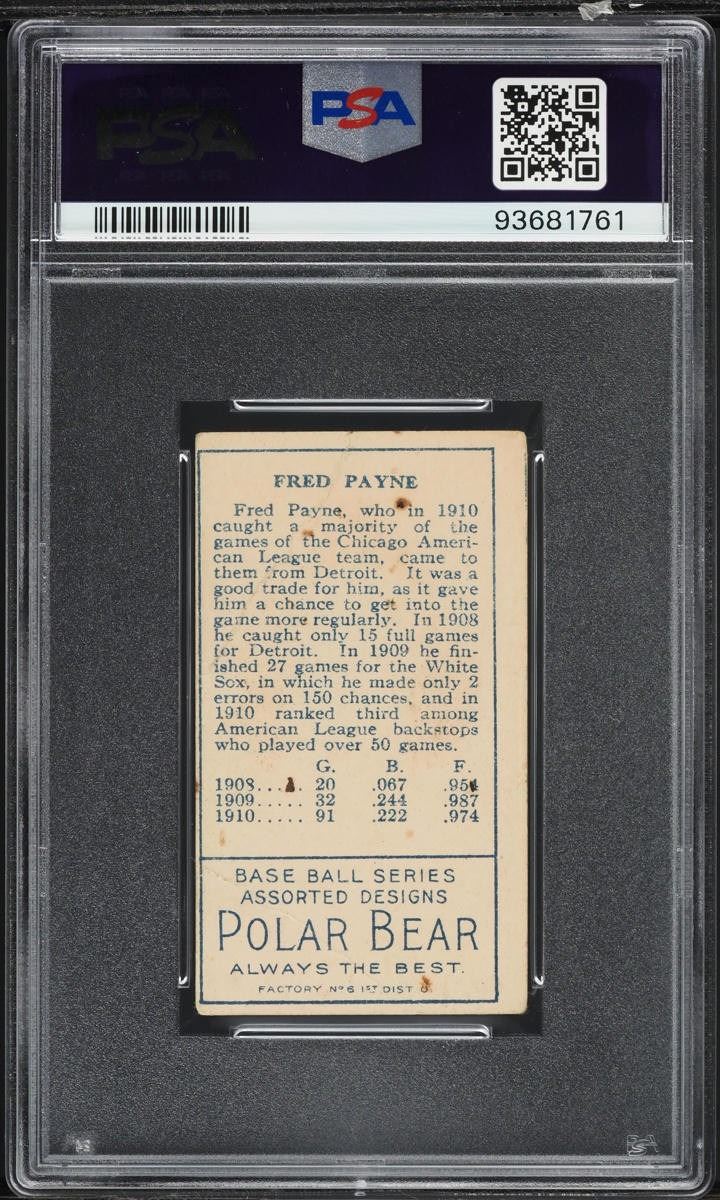 PSA
PSA
93681761
FRED PAYNE
Fred Payne, who in 1910
caught a majority of the
games of the Chicago Ameri-
can League team, came to
them from Detroit. It was a
good trade for him, as it gave
him a chance to get into the
game more regularly. In 1908
he caught only 15 full games
for Detroit. In 1909 he fin-
ished 27 games for the White
Sox, in which he made only 2
errors on 150 chances, and in
1910 ranked third among
American League backstops
who played over 50 games.
G. B. F.
1908..... 20 .067
1909..... 32 .244 .987
1910..... 91 .222 .974
BASE BALL SERIES
ASSORTED DESIGNS
POLAR BEAR
ALWAYS THE BEST.
FACTORY Nº 6 1ST DIST
PSA